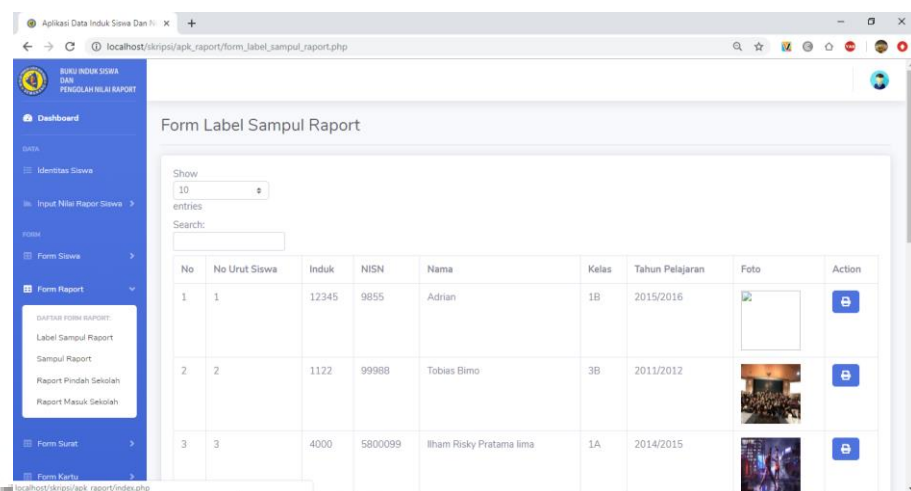 Aplikasi Data Induk Siswa Dan N
localhost/skripsi/apk_raport/form_label_sampul_raport.php
BUKU INDUK SISWA
DAN
PENGOLAH NILAI RAPORT
Dashboard
DATA
Identitas Siswa
Input Nilai Rapor Siswa
FORM
Form Siswa
Form Raport
DAFTAR FORM RAPORT:
Label Sampul Raport
Sampul Raport
Raport Pindah Sekolah
Raport Masuk Sekolah
Form Surat
Form Kartu
localhost/skripsi/apk_raport/index.php
Form Label Sampul Raport
Show
10
entries
Search:
No No Urut Siswa Induk NISN Nama Kelas Tahun Pelajaran Foto Action
1 1 12345 9855 Adrian 1B 2015/2016
2 2 1122 99988 Tobias Bimo 3B 2011/2012
3 3 4000 5800099 Ilham Risky Pratama lima 1A 2014/2015